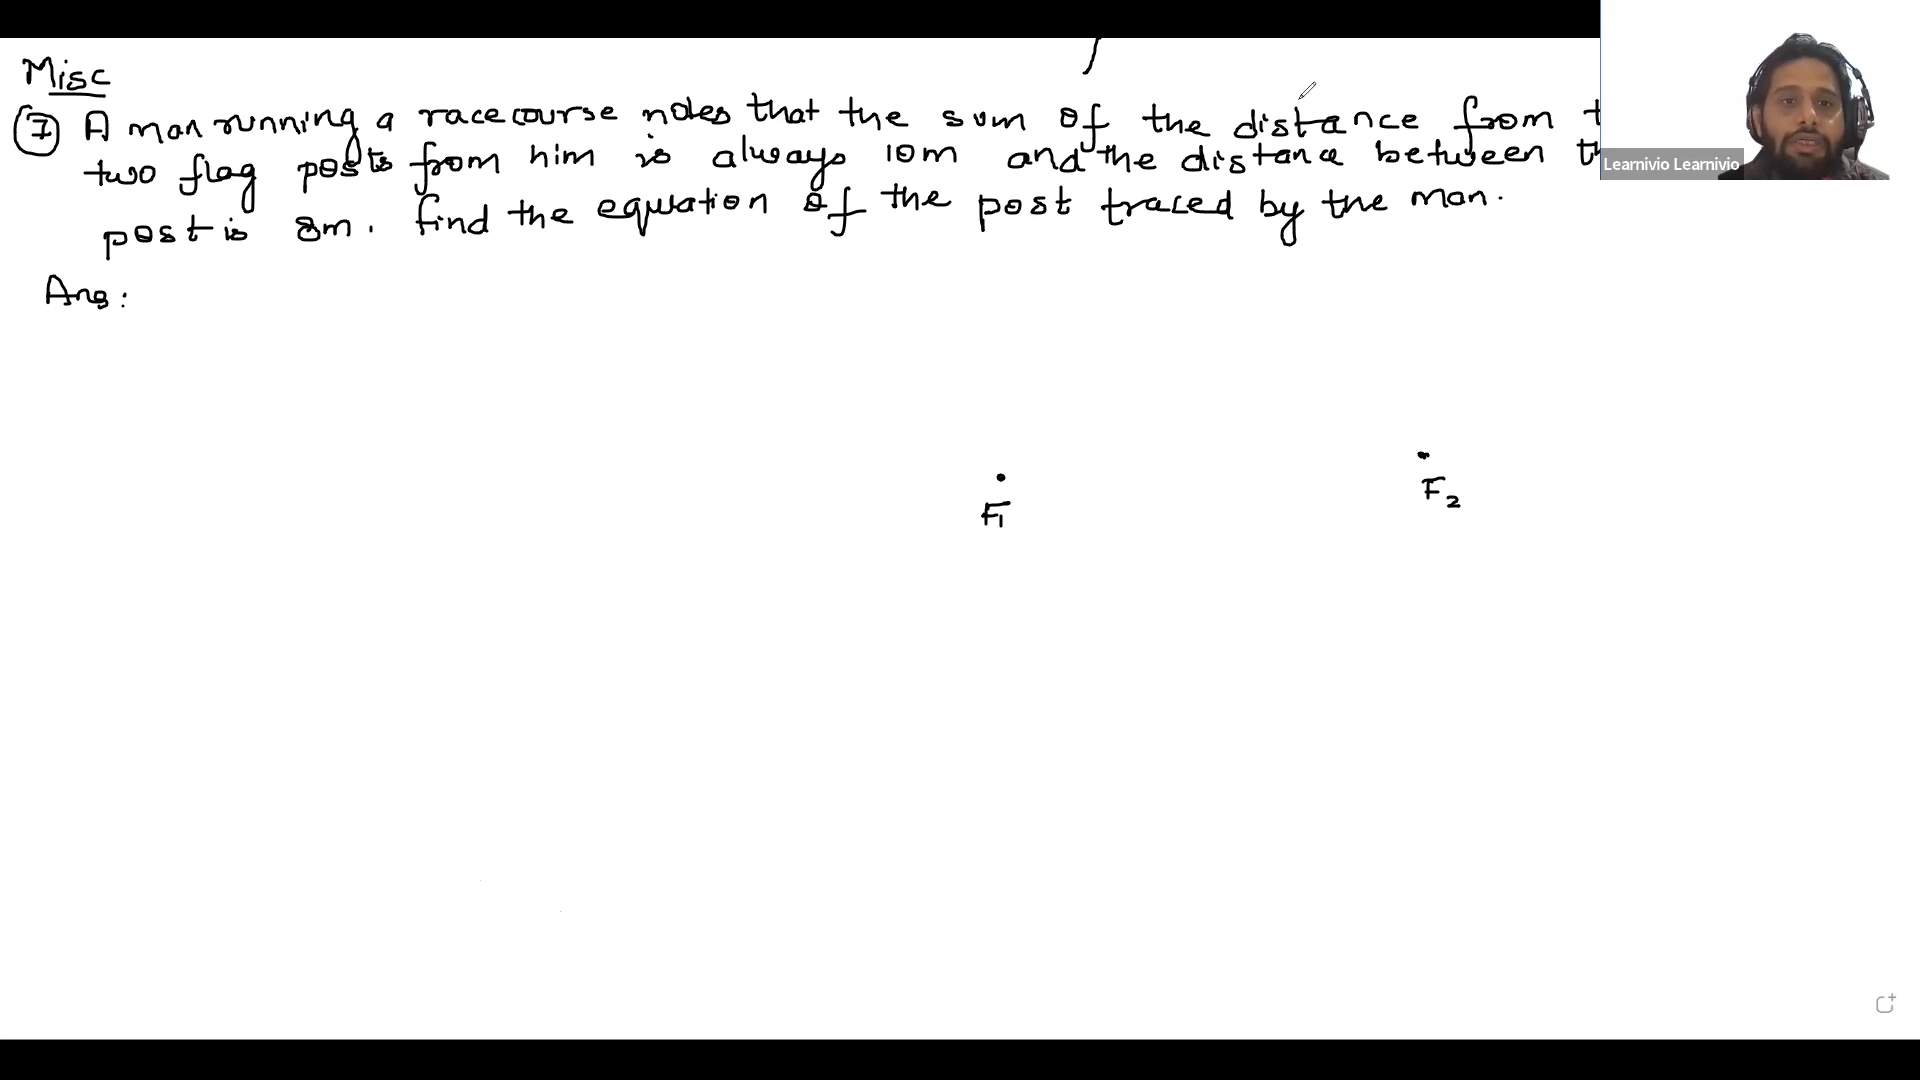 Misc
7 A man running a racecourse notes that the sum of the distance from
two flag posts from him is always 10m and the distance between
post is 8m. find the equation of the post traced by the man.
Ans:
F1
F2
Learnivio Learnivio